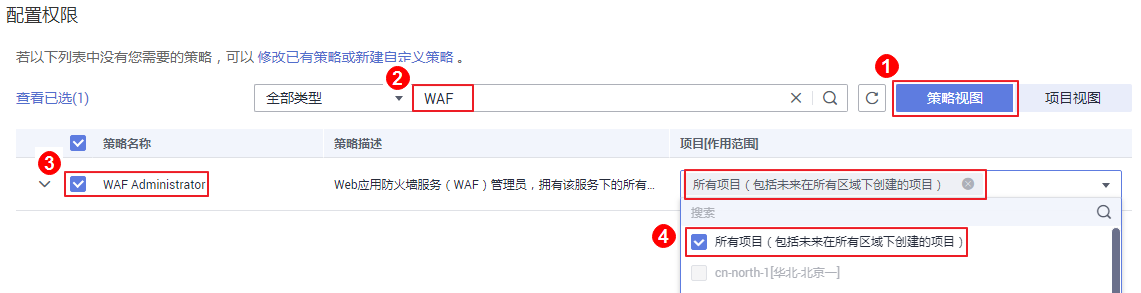 配置权限
若以下列表中没有您需要的策略，可以 修改已有策略或新建自定义策略 。
1
2
查看已选(1)
全部类型
WAF
策略视图
项目视图
策略名称
策略描述
项目[作用范围]
3
WAF Administrator
Web应用防火墙服务（WAF）管理员，拥有该服务下的所有...
所有项目（包括未来在所有区域下创建的项目）
搜索
4
所有项目（包括未来在所有区域下创建的项目）
cn-north-1[华北-北京一]